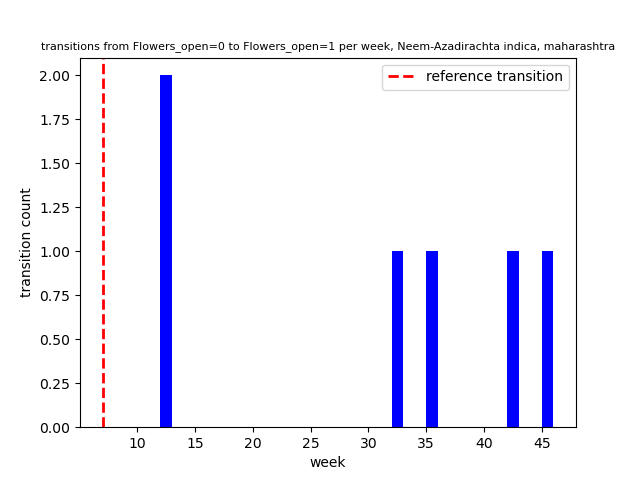 transitions from Flowers_open=0 to Flowers_open=1 per week, Neem-Azadirachta indica, maharashtra
reference transition
2.00
1.75
1.50
1.25
1.00
0.75
0.50
0.25
0.00
transition count
10 15 20 25 30 35 40 45
week